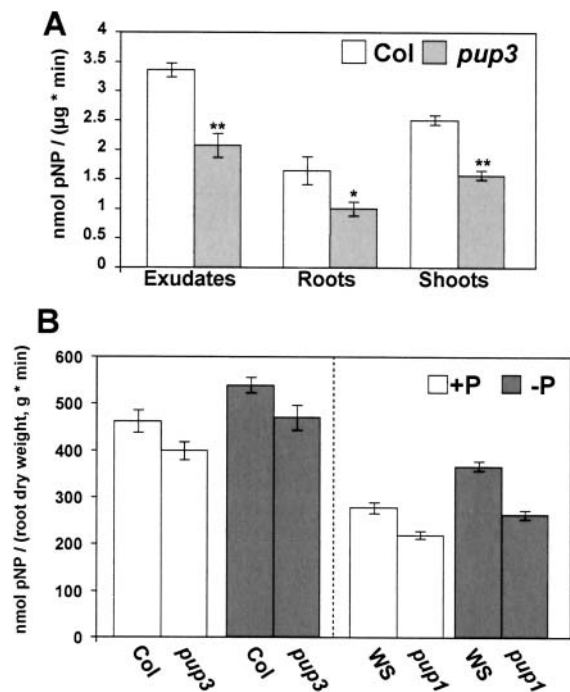 A
nmol pNP / (µg * min)
4
3.5
3
2.5
2
1.5
1
0.5
0
Col pup3
**
*
**
Exudates Roots Shoots
B
nmol pNP / (root dry weight, g * min)
600
500
400
300
200
100
0
+P -P
Col pup3 Col pup3 WS pup1 WS pup1